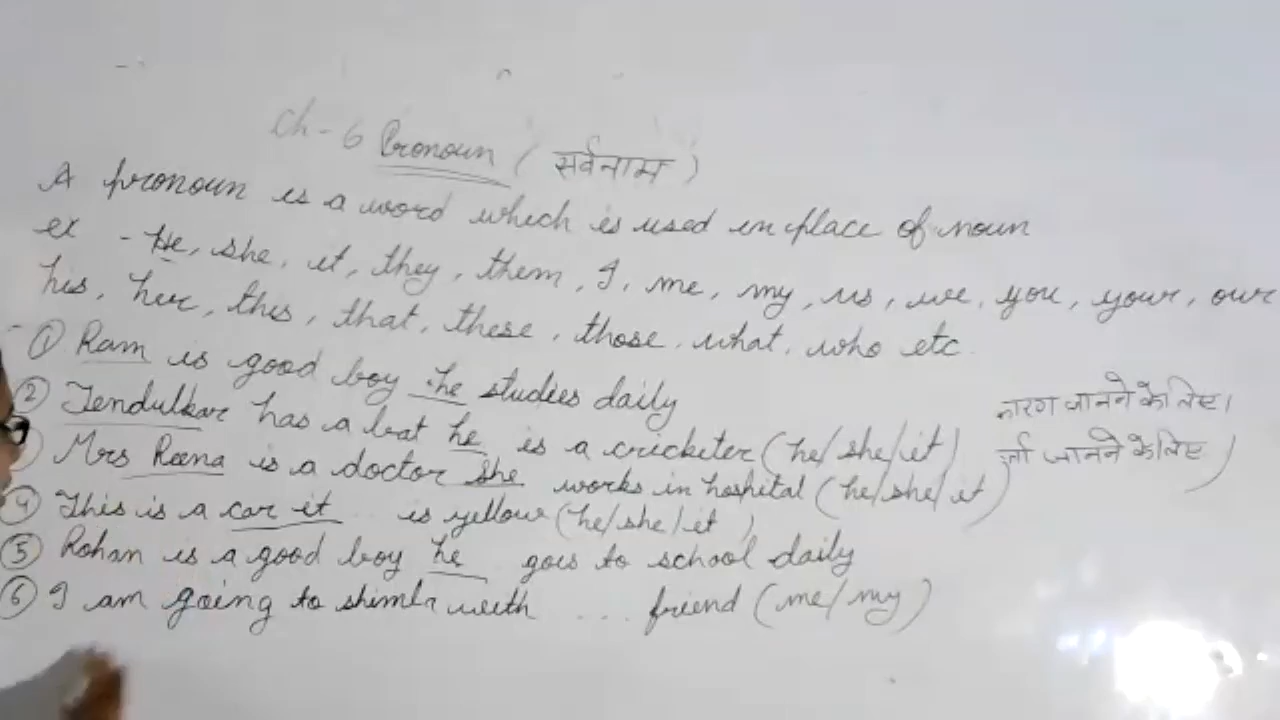 Ch-6 Pronoun (सर्वनाम)
A pronoun is a word which is used in place of noun
ex - He, she, it, they, them, I, me, my, us, we, you, your, our
his, her, this, that, these, those, what, who etc.
① Ram is good boy he studies daily
② Tendulkar has a bat he is a cricketer (he/she/it)
Mrs Reena is a doctor she works in hospital (he/she/it)
④ This is a car it .. is yellow (he/she/it)
⑤ Rohan is a good boy he goes to school daily
⑥ I am going to shimla with .... friend (me/my)
कारण जानने के लिए।
जानने के लिए)